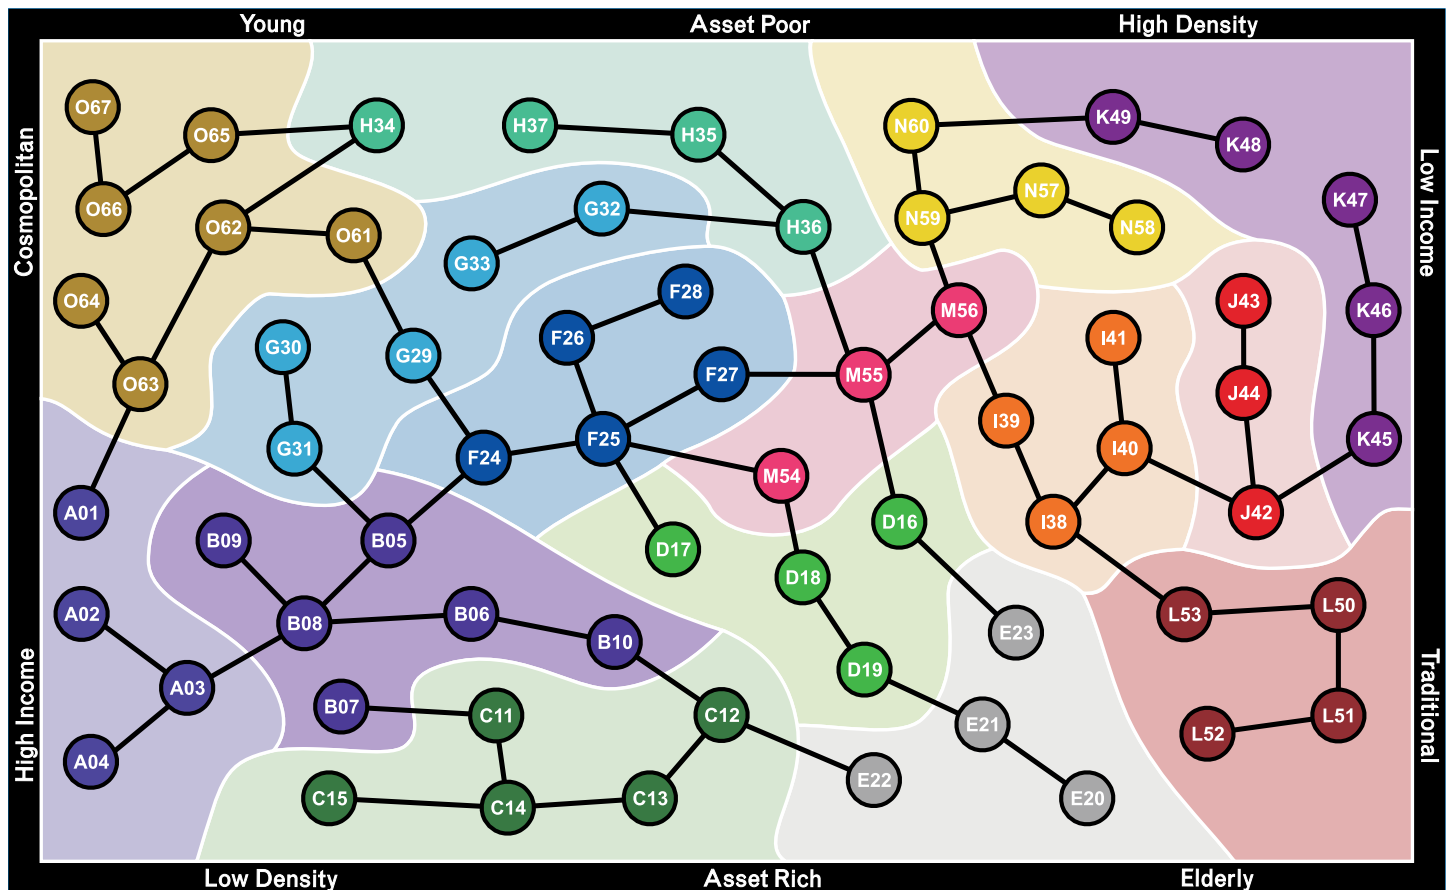 Young
Asset Poor
High Density
Cosmopolitan
High Income
Low Income
Traditional
O67
O65
H34
H37
H35
N60
K49
K48
O66
O62
O61
G32
G33
H36
N59
N57
N58
K47
O64
F28
M56
J43
K46
G30
G29
F26
I41
O63
F27
M55
J44
I39
G31
F24
F25
I40
K45
M54
A01
B09
B05
D17
D16
I38
J42
D18
A02
B08
B06
B10
E23
L53
L50
A03
D19
B07
C11
C12
E21
L52
L51
A04
C15
C14
C13
E22
E20
Low Density
Asset Rich
Elderly